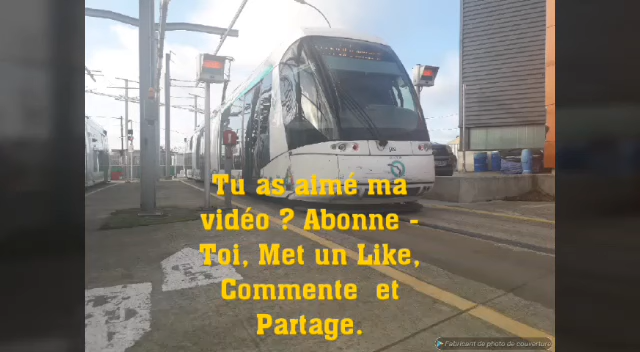 Tu as aimé ma
vidéo ? Abonne -
Toi, Met un Like,
Commente et
Partage.
Fabricant de photo de couverture